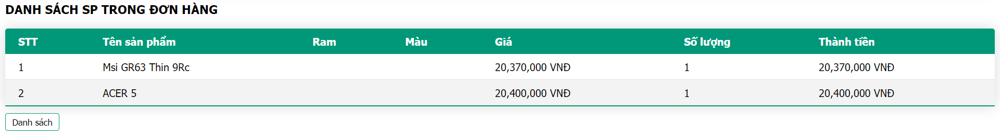 DANH SÁCH SP TRONG ĐƠN HÀNG
STT Tên sản phẩm Ram Màu Giá Số lượng Thành tiền
1 Msi GR63 Thin 9Rc 20,370,000 VNĐ 1 20,370,000 VNĐ
2 ACER 5 20,400,000 VNĐ 1 20,400,000 VNĐ
Danh sách